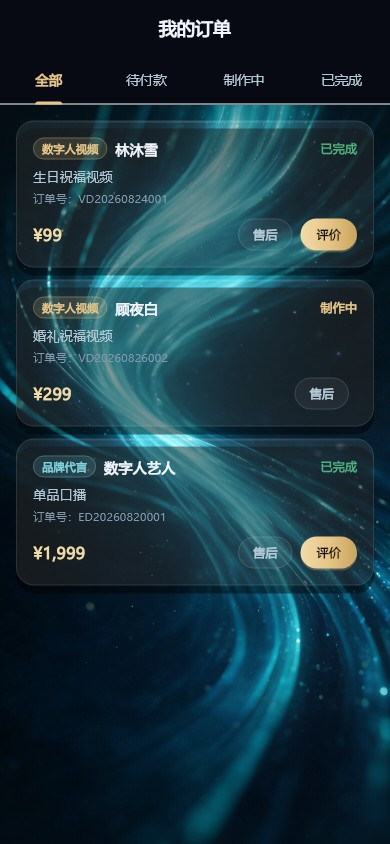 我的订单
全部 待付款 制作中 已完成
数字人视频 林沐雪 已完成
生日祝福视频
订单号：VD20260824001
¥99 售后 评价
数字人视频 顾夜白 制作中
婚礼祝福视频
订单号：VD20260826002
¥299 售后
品牌代言 数字人艺人 已完成
单品口播
订单号：ED20260820001
¥1,999 售后 评价